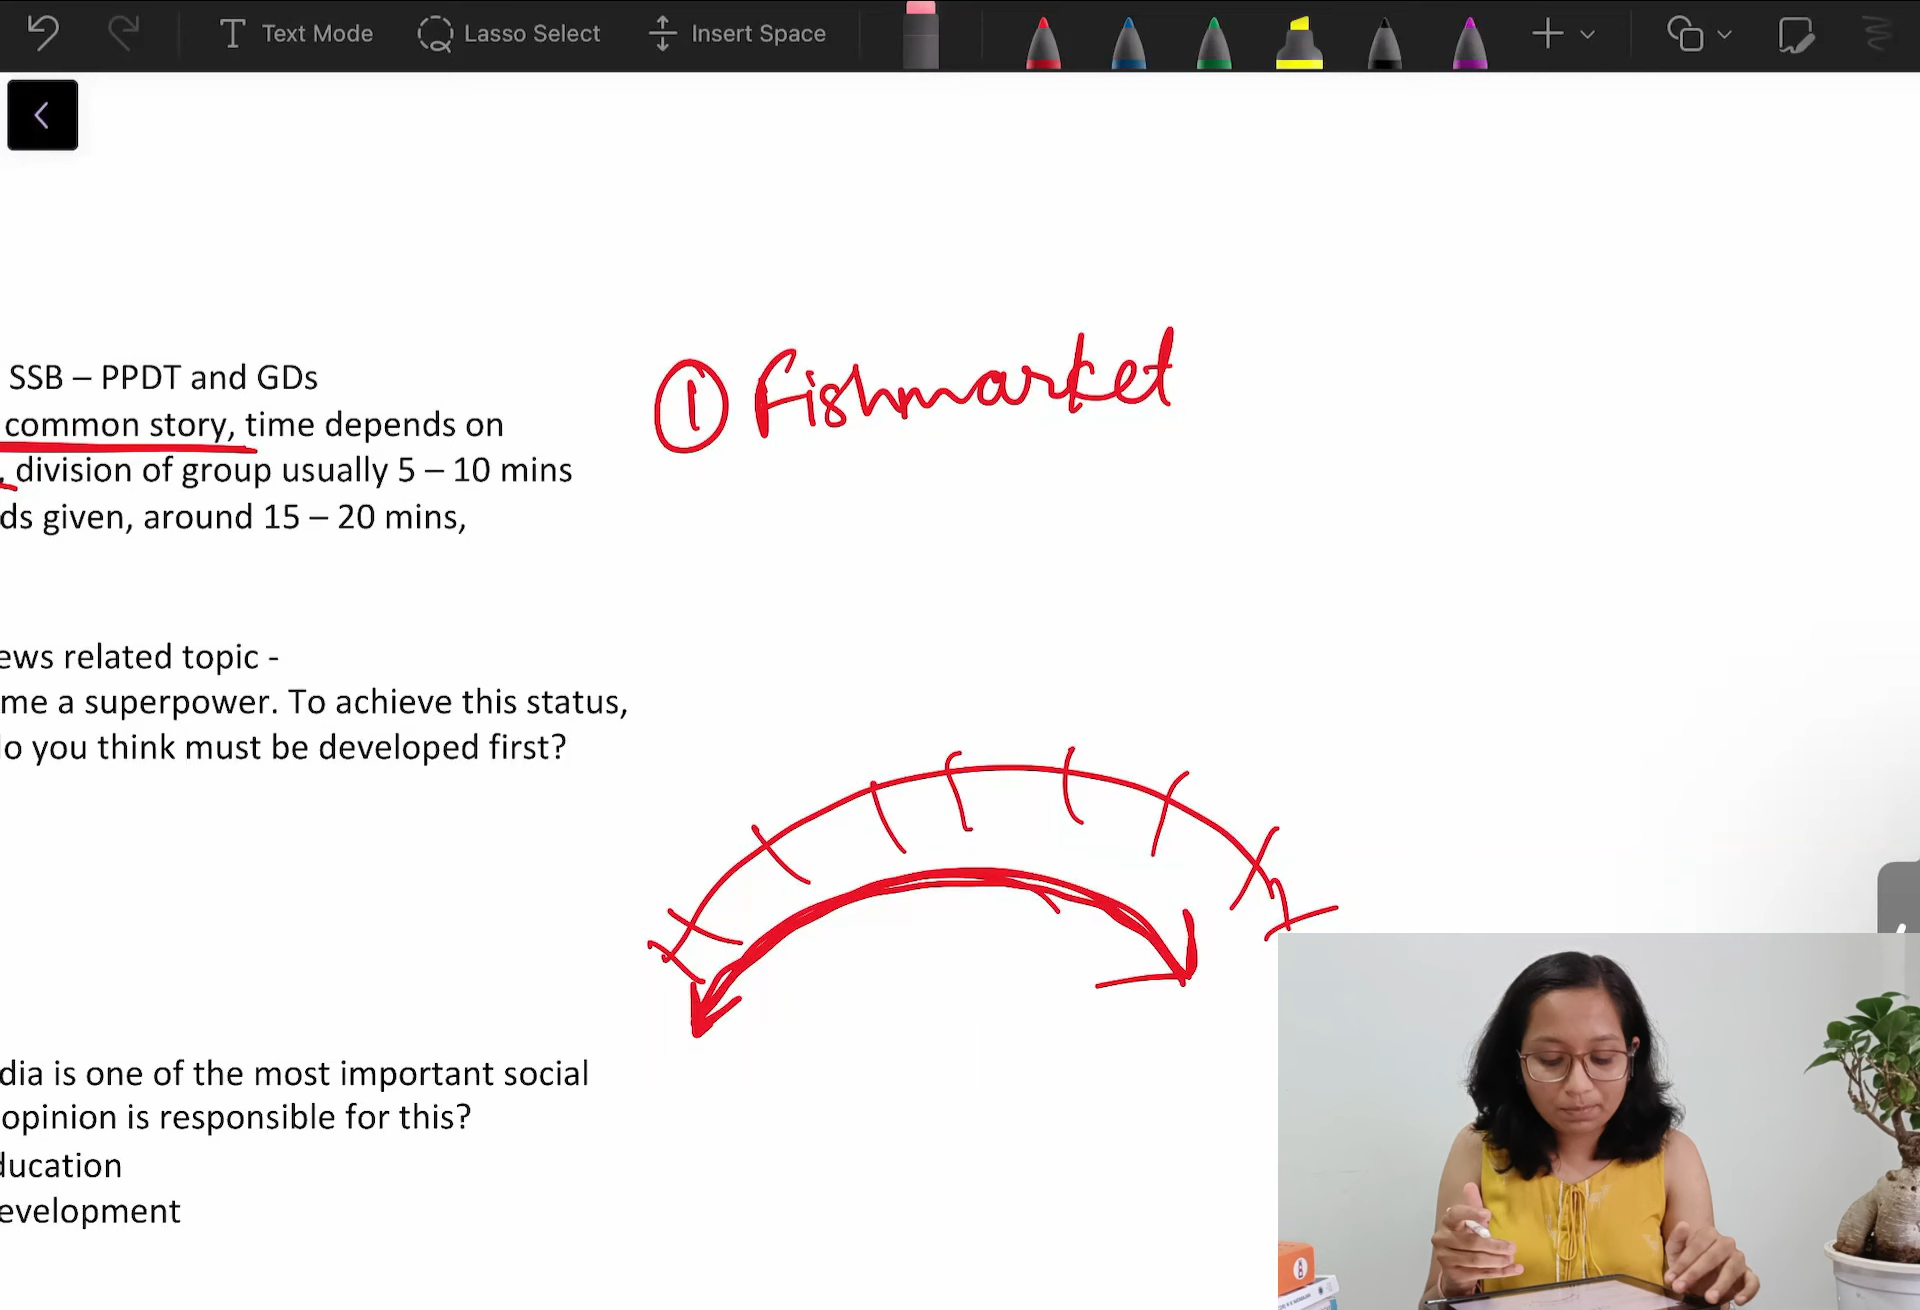 Text Mode
Lasso Select
Insert Space
SSB – PPDT and GDs
common story, time depends on
, division of group usually 5 – 10 mins
ds given, around 15 – 20 mins,
① Fishmarket
ews related topic -
me a superpower. To achieve this status,
do you think must be developed first?
dia is one of the most important social
opinion is responsible for this?
ducation
evelopment